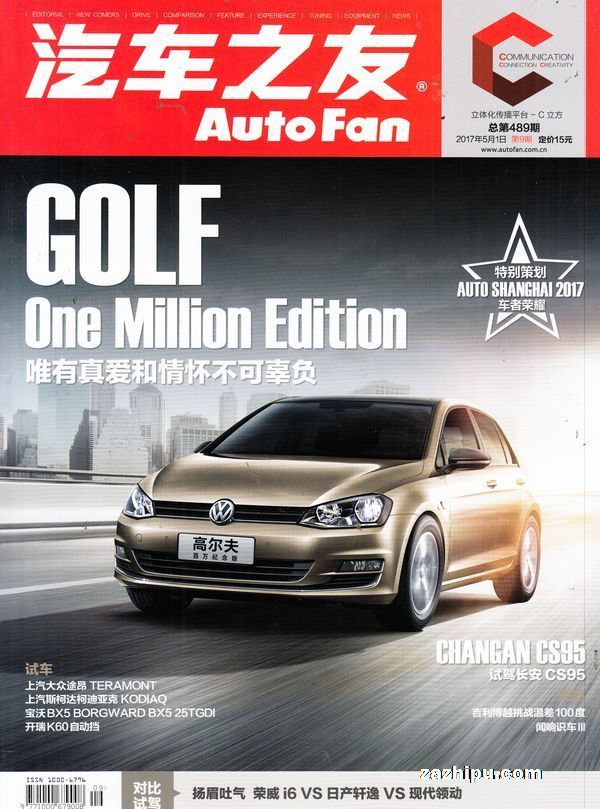 | EDITORIAL | NEW COMERS | DRIVE | COMPARISON | FEATURE | EXPERIENCE | TUNING | EQUIPMENT | NEWS |
汽车之友®
Auto Fan
COMMUNICATION
CONNECTION CREATIVITY
立体化传播平台-C立方
总第489期
2017年5月1日 第9期 定价15元
www.autofan.com.cn
GOLF
One Million Edition
唯有真爱和情怀不可辜负
特别策划
AUTO SHANGHAI 2017
车者荣耀
高尔夫
百万纪念版
CHANGAN CS95
试驾长安CS95
吉利博越挑战温差100度
闻响识车III
试车
上汽大众途昂 TERAMONT
上汽斯柯达柯迪亚克 KODIAQ
宝沃BX5 BORGWARD BX5 25TGDI
开瑞K60自动挡
ISSN 1000-6796
09>
9 771000 679008
对比
试驾
扬眉吐气 荣威 i6 VS 日产轩逸 VS 现代领动
zazhipu.com